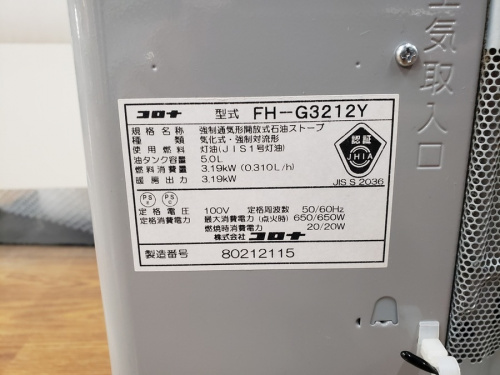 空気取入口
コロナ 型式 FH-G3212Y
規格名称 強制通気形開放式石油ストーブ
種類 気化式・強制対流形
使用燃料 灯油(JIS1号灯油)
油タンク容量 5.0L
燃料消費量 3.19kW (0.310L/h)
暖房出力 3.19kW
認証
JHIA
JIS S 2036
PS C PS E
定格電圧 100V 定格周波数 50/60Hz
定格消費電力 最大消費電力(点火時) 650/650W
燃焼時消費電力 20/20W
株式会社コロナ
製造番号 80212115